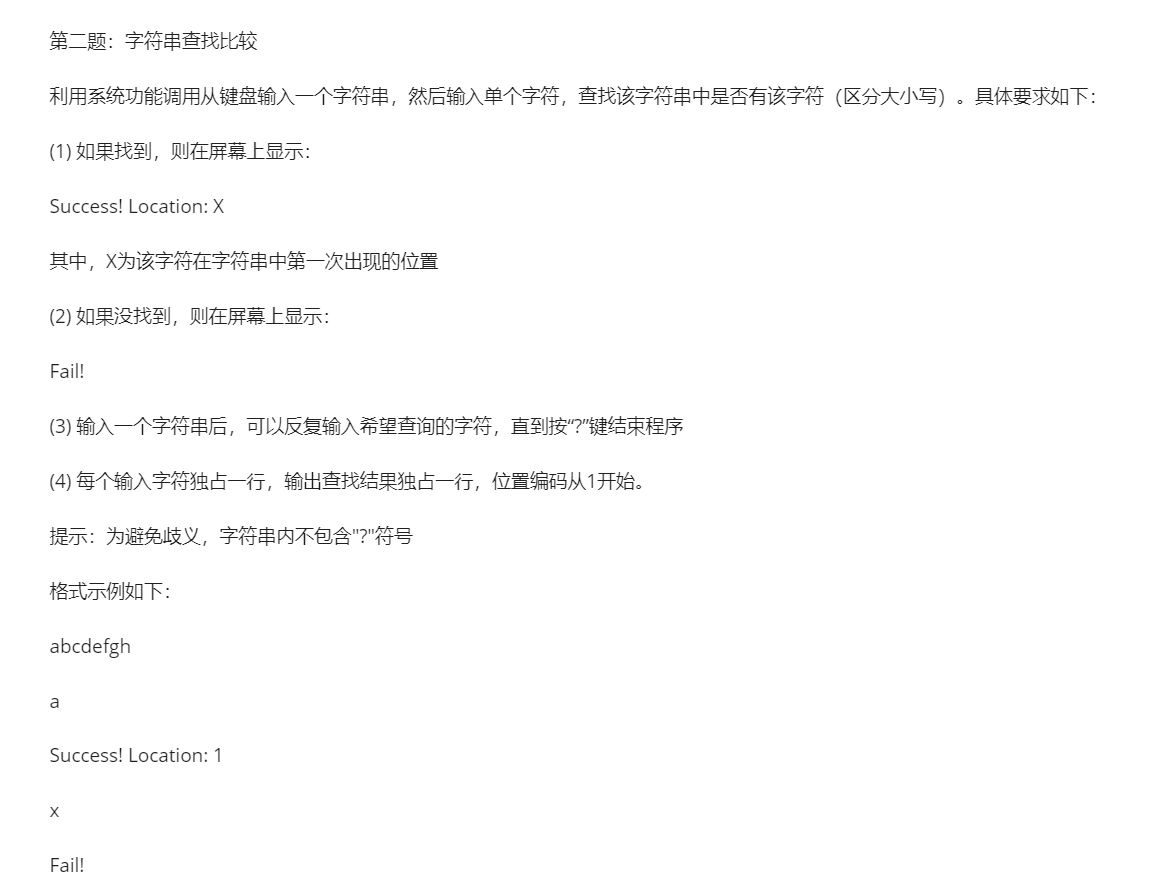 第二题：字符串查找比较
利用系统功能调用从键盘输入一个字符串，然后输入单个字符，查找该字符串中是否有该字符（区分大小写）。具体要求如下：
(1) 如果找到，则在屏幕上显示：
Success! Location: X
其中，X为该字符在字符串中第一次出现的位置
(2) 如果没找到，则在屏幕上显示：
Fail!
(3) 输入一个字符串后，可以反复输入希望查询的字符，直到按“?”键结束程序
(4) 每个输入字符独占一行，输出查找结果独占一行，位置编码从1开始。
提示：为避免歧义，字符串内不包含"?"符号
格式示例如下：
abcdefgh
a
Success! Location: 1
x
Fail!